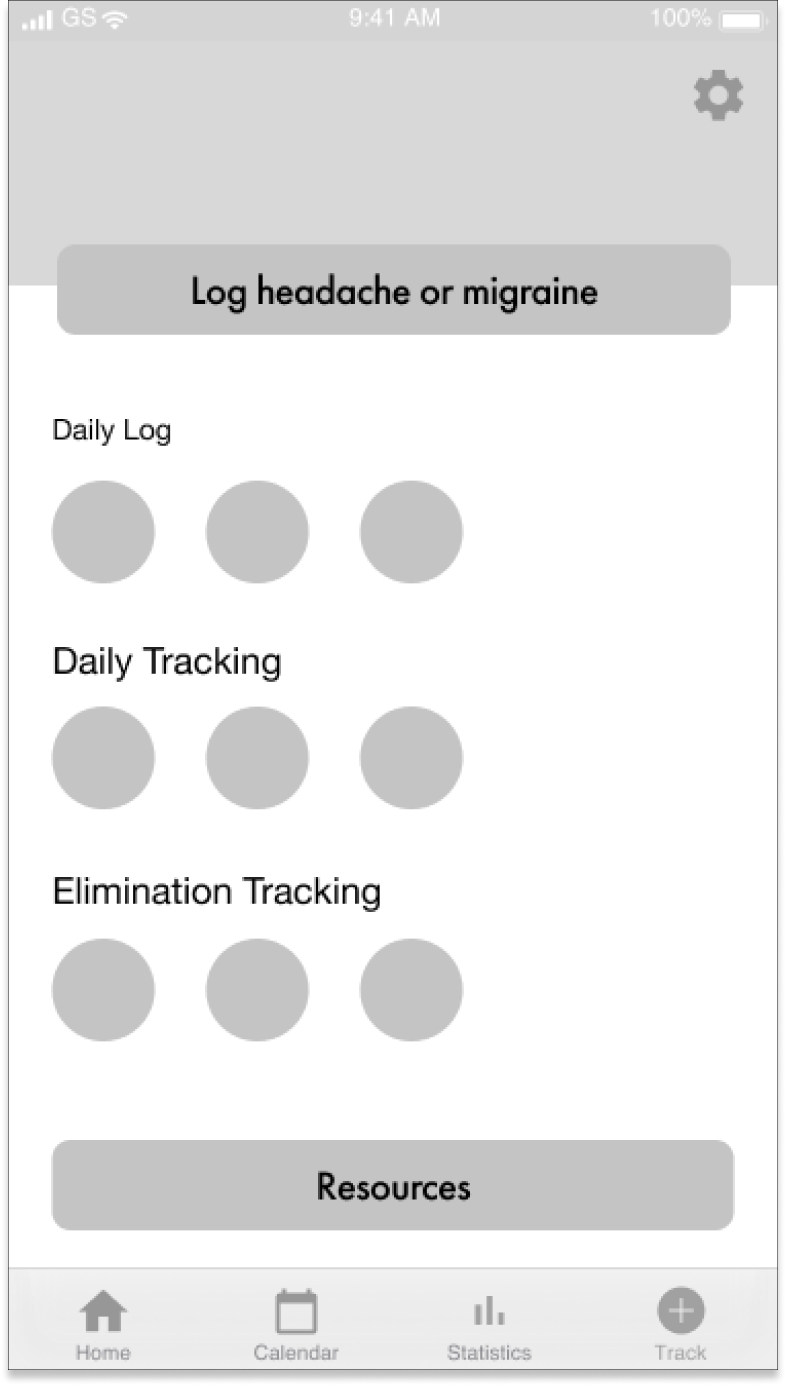 GS 9:41 AM 100%
Log headache or migraine
Daily Log
Daily Tracking
Elimination Tracking
Resources
Home Calendar Statistics Track